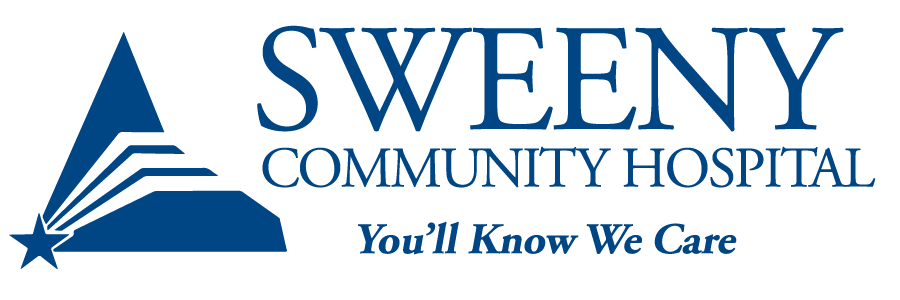 SWEENY
COMMUNITY HOSPITAL
You'll Know We Care